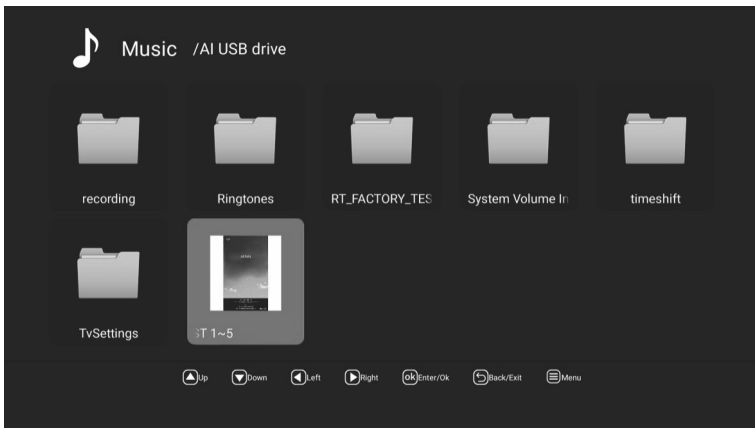 Music /AI USB drive
recording Ringtones RT_FACTORY_TES System Volume In timeshift
TvSettings ST 1~5
Up Down Left Right ok Enter/Ok Back/Exit Menu